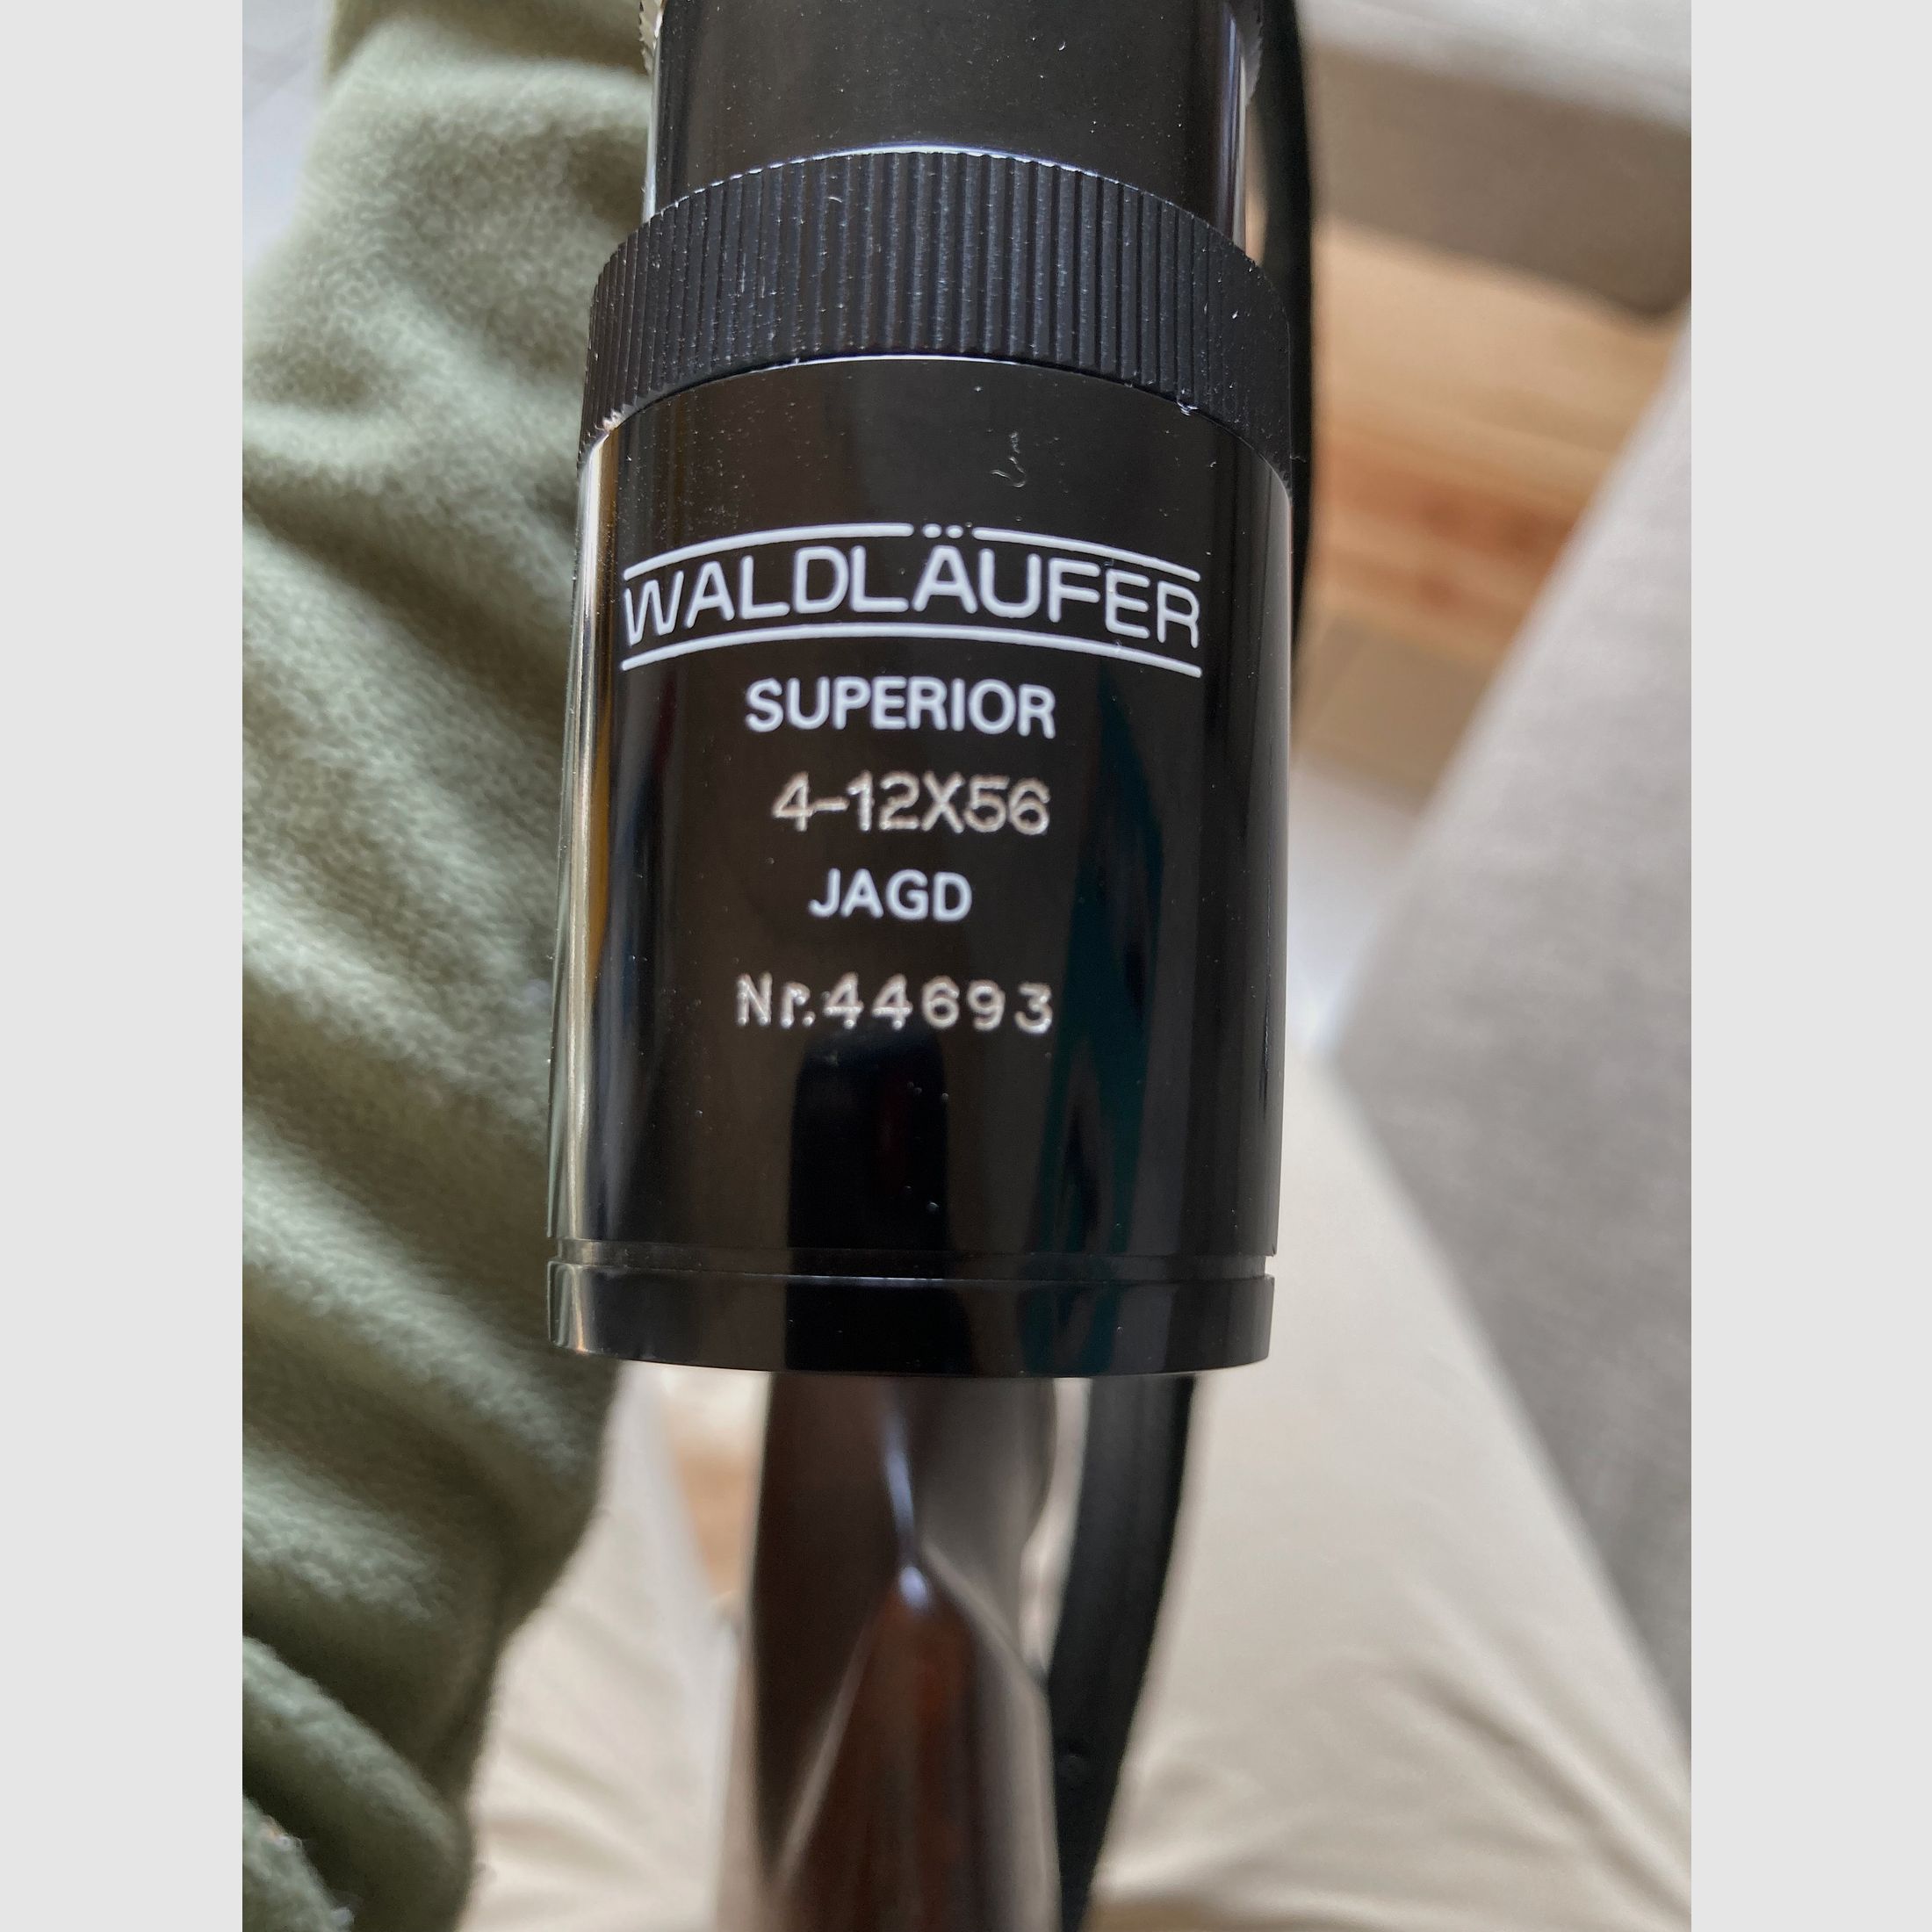 WALDLÄUFER
SUPERIOR
4-12X56
JAGD
Nr.44693